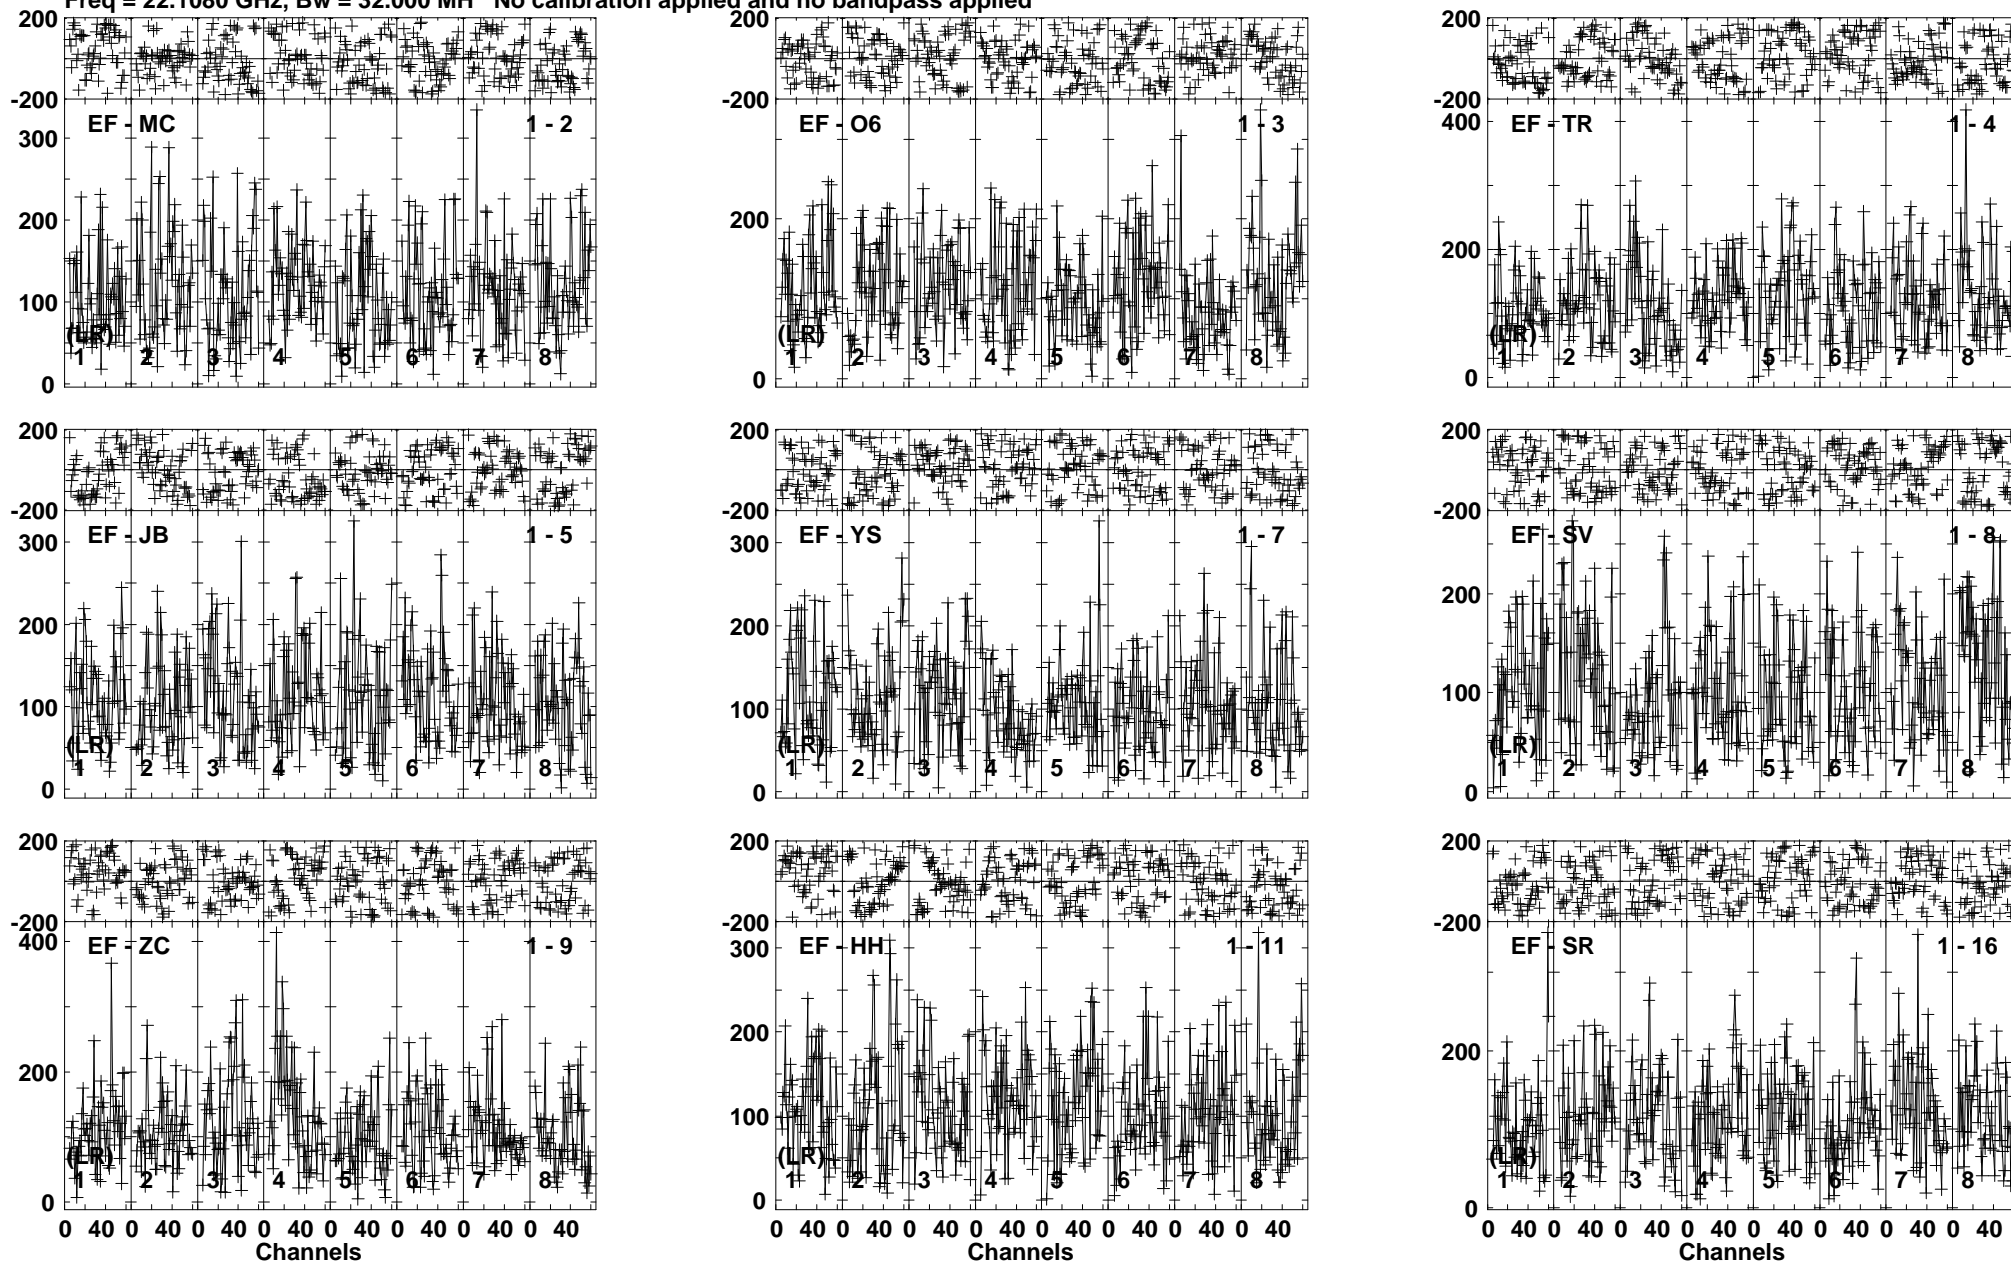 Freq = 22.1080 GHz, Bw = 32.000 MH No calibration applied and no bandpass applied
200
-200
EF - MC 1 - 2
300
200
100
0
(LR)
1 2 3 4 5 6 7 8
200
-200
EF - O6 1 - 3
200
0
(LR)
1 2 3 4 5 6 7 8
200
-200
EF - TR 1 - 4
400
200
0
(LR)
1 2 3 4 5 6 7 8
200
-200
EF - JB 1 - 5
300
200
100
0
(LR)
1 2 3 4 5 6 7 8
200
-200
EF - YS 1 - 7
300
200
100
0
(LR)
1 2 3 4 5 6 7 8
200
-200
EF - SV 1 - 8
200
100
0
(LR)
1 2 3 4 5 6 7 8
200
-200
EF - ZC 1 - 9
400
200
0
(LR)
1 2 3 4 5 6 7 8
0 40 0 40 0 40 0 40 0 40 0 40 0 40 0 40
Channels
200
-200
EF - HH 1 - 11
300
200
100
0
(LR)
1 2 3 4 5 6 7 8
0 40 0 40 0 40 0 40 0 40 0 40 0 40 0 40
Channels
200
-200
EF - SR 1 - 16
200
0
(LR)
1 2 3 4 5 6 7 8
0 40 0 40 0 40 0 40 0 40 0 40 0 40 0 40
Channels